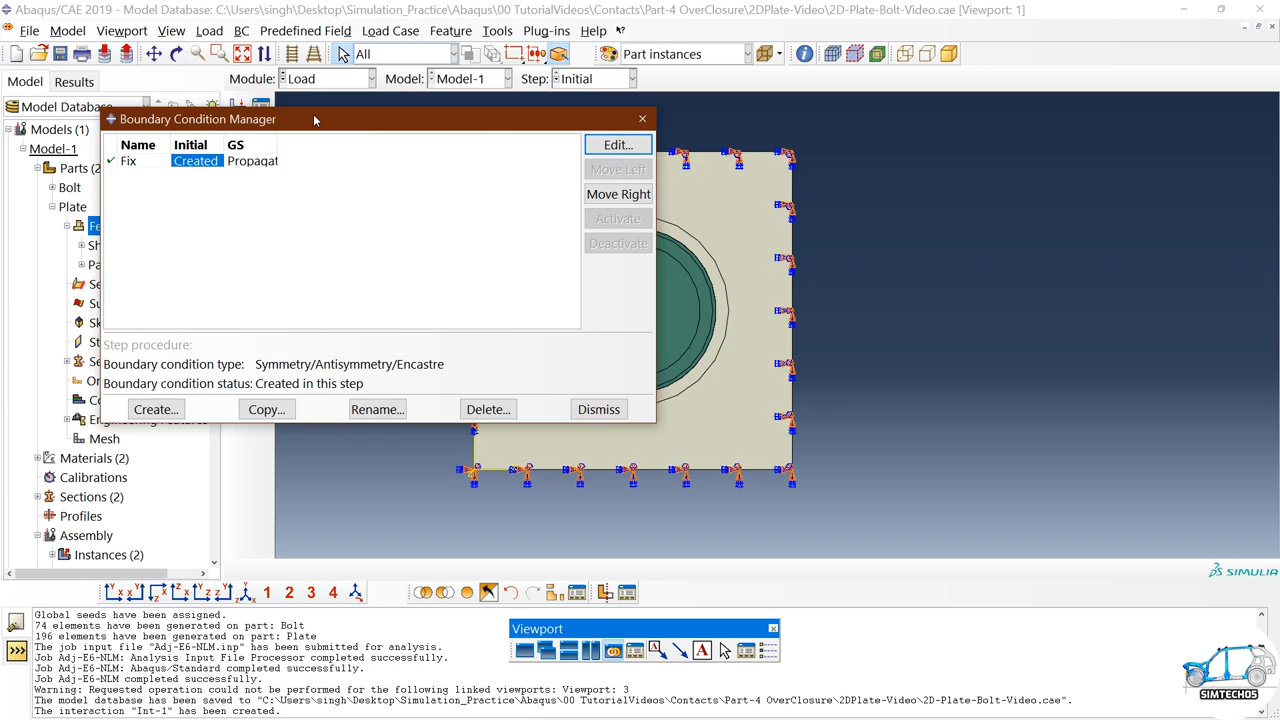 Abaqus/CAE 2019 - Model Database: C:\Users\singh\Desktop\Simulation_Practice\Abaqus\00 TutorialVideos\Contacts\Part-4 OverClosure\2DPlate-Video\2D-Plate-Bolt-Video.cae [Viewport: 1]
File Model Viewport View Load BC Predefined Field Load Case Feature Tools Plug-ins Help
All Part instances
Model Results Module: Load Model: Model-1 Step: Initial
Model Database
Boundary Condition Manager
Models (1)
Model-1
Parts (2
Bolt
Plate
Name Initial GS
Fix Created Propagat
Edit...
Move Left
Move Right
Activate
Deactivate
Step procedure:
Boundary condition type: Symmetry/Antisymmetry/Encastre
Boundary condition status: Created in this step
Create... Copy... Rename... Delete... Dismiss
Mesh
Materials (2)
Calibrations
Sections (2)
Profiles
Assembly
Instances (2)
1 2 3 4
SIMULIA
Global seeds have been assigned.
74 elements have been generated on part: Bolt
196 elements have been generated on part: Plate
The job input file "Adj-E6-NLM.inp" has been submitted for analysis.
Job Adj-E6-NLM: Analysis Input File Processor completed successfully.
Job Adj-E6-NLM: Abaqus/Standard completed successfully.
Job Adj-E6-NLM completed successfully.
Warning: Requested operation could not be performed for the following linked viewports: Viewport: 3
The model database has been saved to "C:\Users\singh\Desktop\Simulation_Practice\Abaqus\00 TutorialVideos\Contacts\Part-4 OverClosure\2DPlate-Video\2D-Plate-Bolt-Video.cae".
The interaction "Int-1" has been created.
Viewport
SIMTECH05